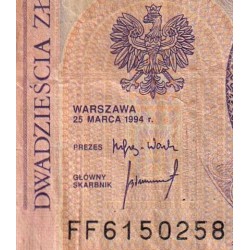 DWADZIEŚCIA ZŁ
WARSZAWA
25 MARCA 1994 r.
PREZES
GŁÓWNY
SKARBNIK
FF6150258